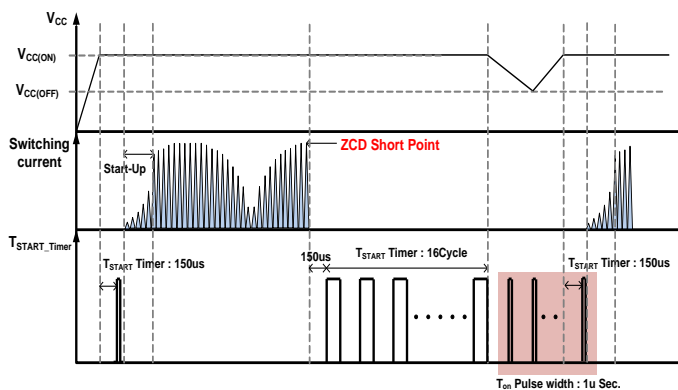 VCC
VCC(ON)
VCC(OFF)
Switching
current
ZCD Short Point
Start-Up
TSTART_Timer
TSTART Timer : 150us
150us
TSTART Timer : 16Cycle
TSTART Timer : 150us
Ton Pulse width : 1u Sec.